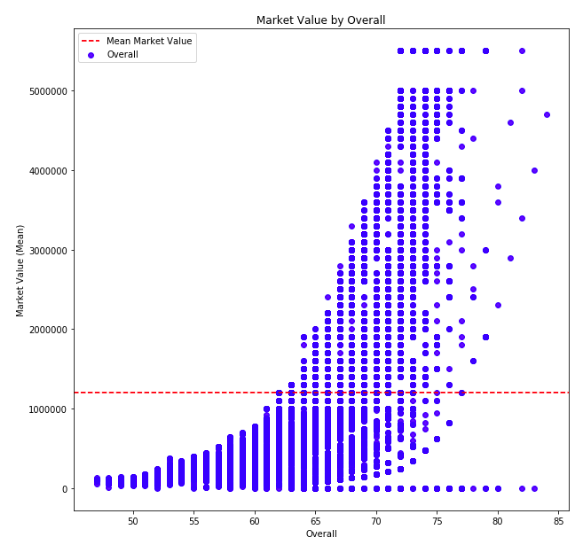 Market Value by Overall
Mean Market Value
Overall
5000000
4000000
3000000
2000000
1000000
0
Market Value (Mean)
50 55 60 65 70 75 80 85
Overall